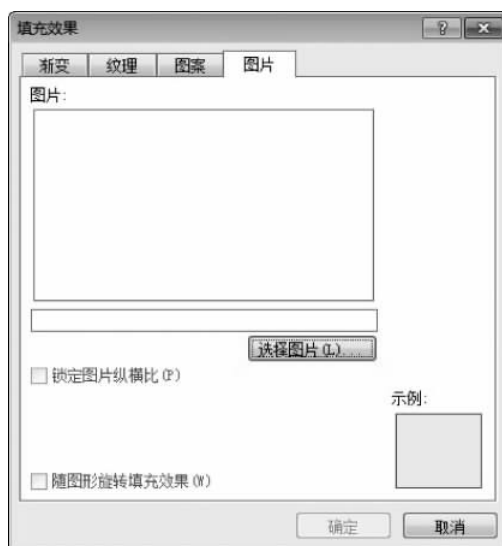 填充效果
渐变 纹理 图案 图片
图片:
选择图片(L)...
锁定图片纵横比(P)
示例:
随图形旋转填充效果(W)
确定 取消